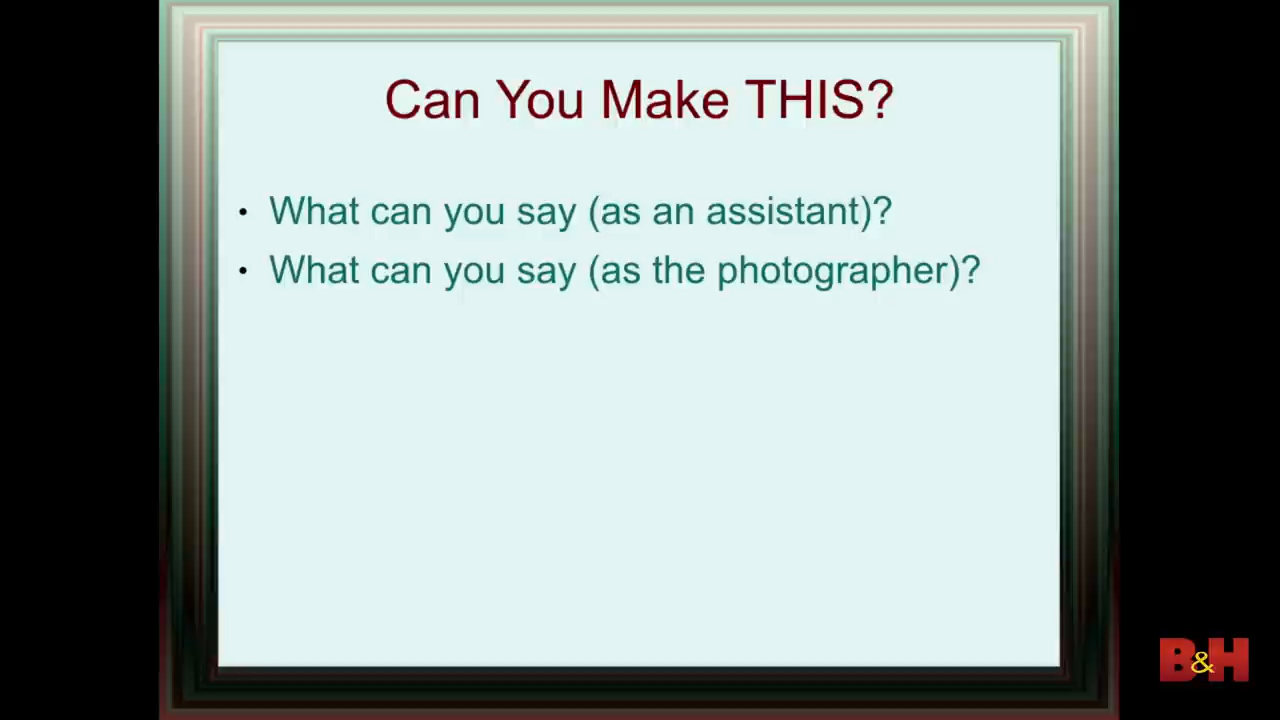 Can You Make THIS?
• What can you say (as an assistant)?
• What can you say (as the photographer)?
B&H